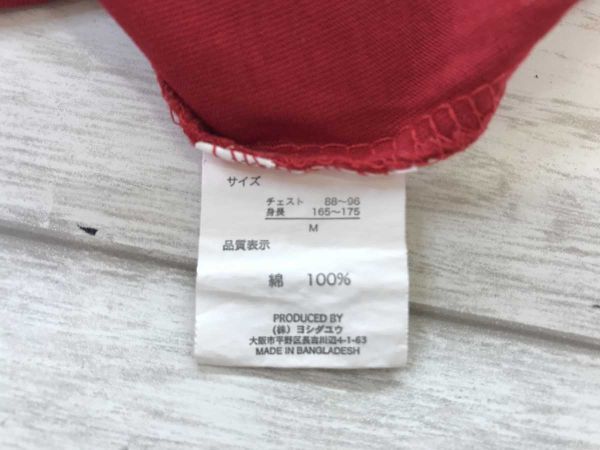 サイズ
チェスト 88〜96
身長 165〜175
M
品質表示
綿 100%
PRODUCED BY
(株) ヨシダユウ
大阪市平野区長吉川辺4-1-63
MADE IN BANGLADESH